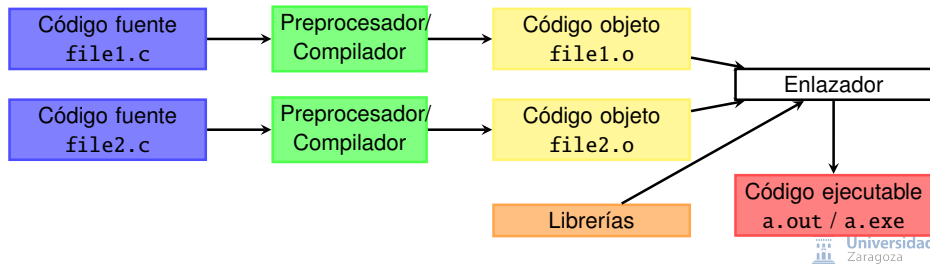 Código fuente
file1.c
Preprocesador/
Compilador
Código objeto
file1.o
Enlazador
Código fuente
file2.c
Preprocesador/
Compilador
Código objeto
file2.o
Librerías
Código ejecutable
a.out / a.exe
Universidad
Zaragoza